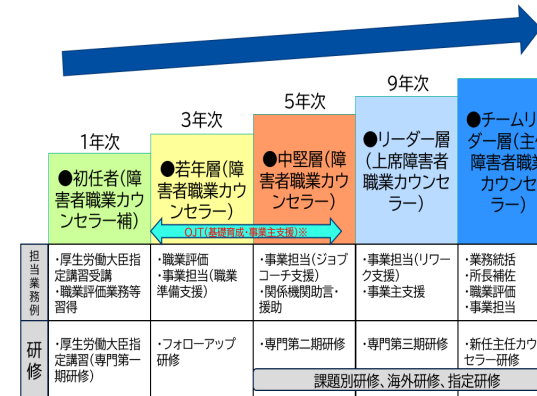 1年次
3年次
5年次
9年次
●初任者(障
害者職業カウ
ンセラー補)
●若年層(障
害者職業カウ
ンセラー)
●中堅層(障
害者職業カウ
ンセラー)
●リーダー層
(上席障害者
職業カウンセ
ラー)
●チームリ
ダー層(主
障害者職
カウンセ
ラー)
OJT(基礎育成・事業主支援)※
担当業務例
・厚生労働大臣指
定講習受講
・職業評価業務等
習得
・職業評価
・事業担当(職業
準備支援)
・事業担当(ジョブ
コーチ支援)
・関係機関助言・
援助
・事業担当(リワー
ク支援)
・事業主支援
・業務統括
・所長補佐
・職業評価
・事業担当
研修
・厚生労働大臣指
定講習(専門第一
期研修)
・フォローアップ
研修
・専門第二期研修
・専門第三期研修
・新任主任カウ
セラー研修
課題別研修、海外研修、指定研修